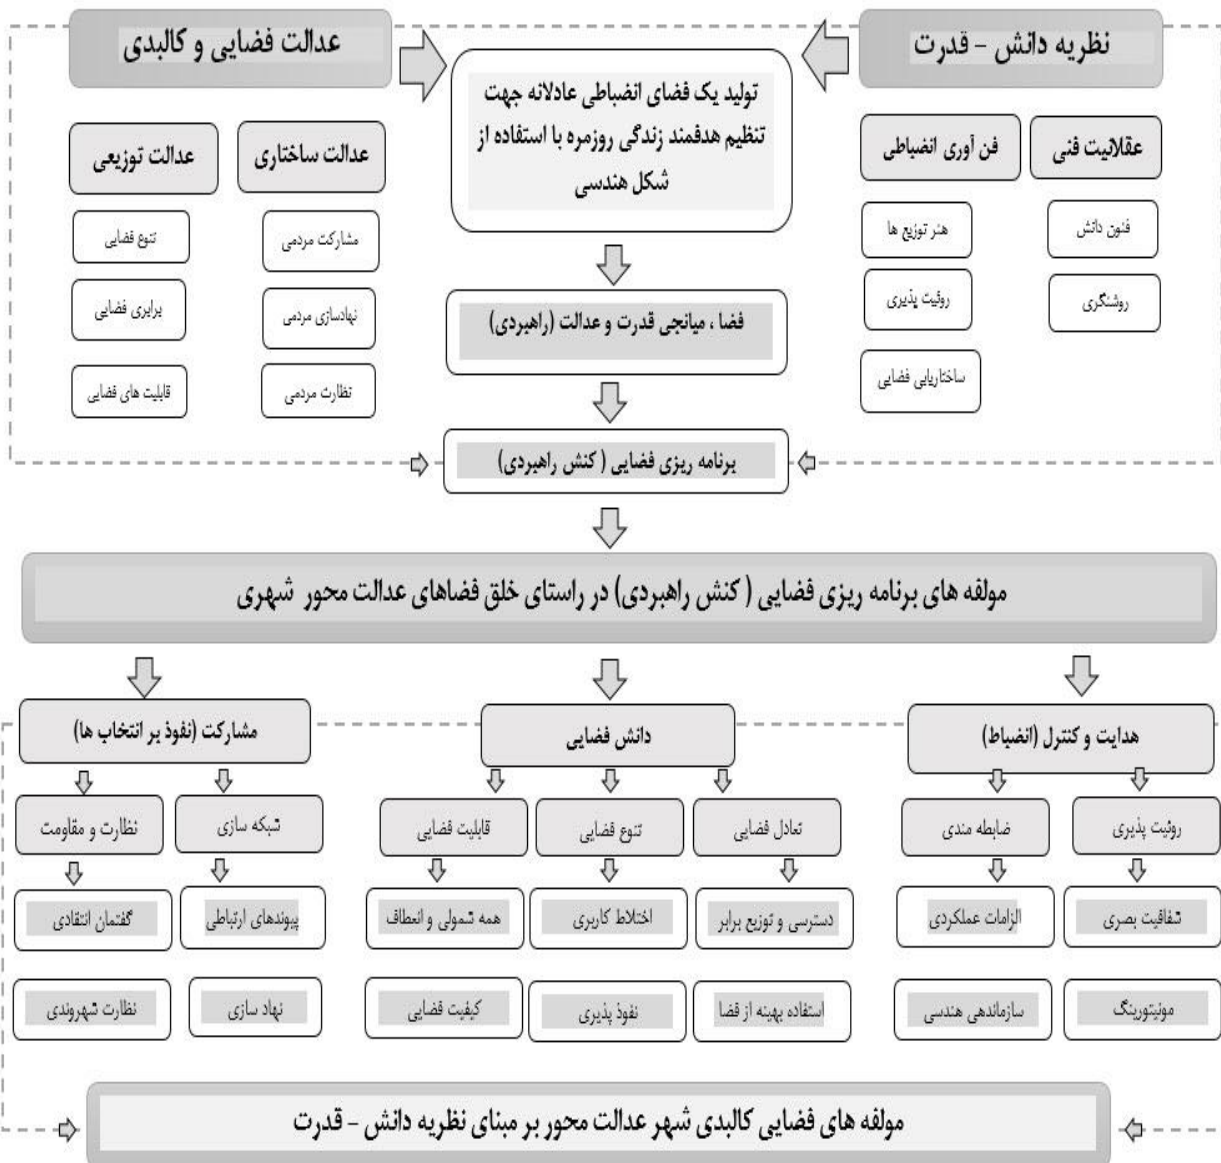 نظریه دانش – قدرت
عدالت فضایی و کالبدی
تولید یک فضای انضباطی عادلانه جهت
تنظیم هدفمند زندگی روزمره با استفاده از
شکل هندسی
عقلانیت فنی
فن آوری انضباطی
عدالت ساختاری
عدالت توزیعی
فنون دانش
روشنگری
هنر توزیع ها
روئیت پذیری
ساختاریابی فضایی
مشارکت مردمی
نهادسازی مردمی
نظارت مردمی
تنوع فضایی
برابری فضایی
قابلیت های فضایی
فضا ، میانجی قدرت و عدالت (راهبردی)
برنامه ریزی فضایی ( کنش راهبردی)
مولفه های برنامه ریزی فضایی ( کنش راهبردی) در راستای خلق فضاهای عدالت محور شهری
هدایت و کنترل (انضباط)
دانش فضایی
مشارکت (نفوذ بر انتخاب ها)
روئیت پذیری
ضابطه مندی
تعادل فضایی
تنوع فضایی
قابلیت فضایی
شبکه سازی
نظارت و مقاومت
شفافیت بصری
الزامات عملکردی
دسترسی و توزیع برابر
اختلاط کاربری
همه شمولی و انعطاف
پیوندهای ارتباطی
گفتمان انتقادی
مونیتورینگ
سازماندهی هندسی
استفاده بهینه از فضا
نفوذ پذیری
کیفیت فضایی
نهاد سازی
نظارت شهروندی
مولفه های فضایی کالبدی شهر عدالت محور بر مبنای نظریه دانش – قدرت